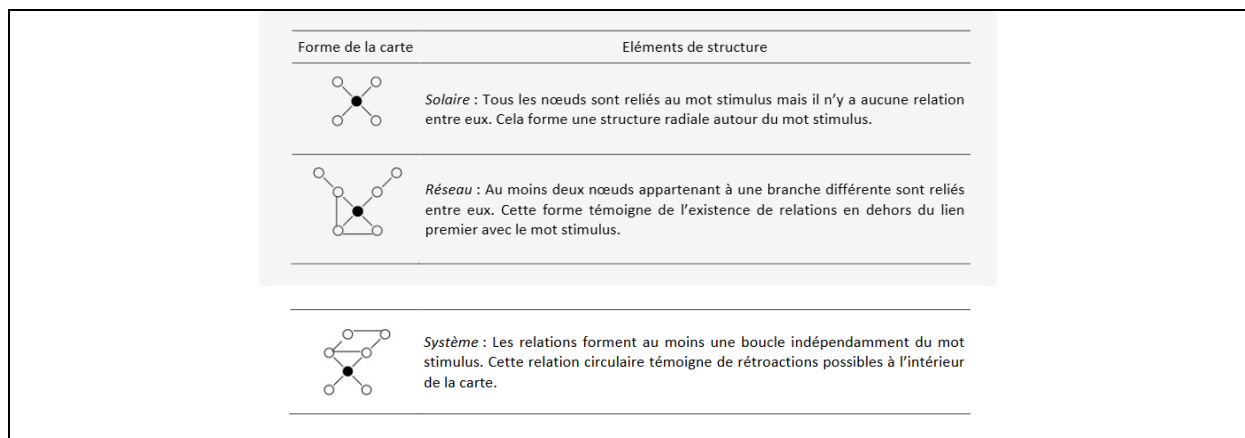 Forme de la carte Eléments de structure
Solaire : Tous les nœuds sont reliés au mot stimulus mais il n’y a aucune relation
entre eux. Cela forme une structure radiale autour du mot stimulus.
Réseau : Au moins deux nœuds appartenant à une branche différente sont reliés
entre eux. Cette forme témoigne de l’existence de relations en dehors du lien
premier avec le mot stimulus.
Système : Les relations forment au moins une boucle indépendamment du mot
stimulus. Cette relation circulaire témoigne de rétroactions possibles à l’intérieur
de la carte.